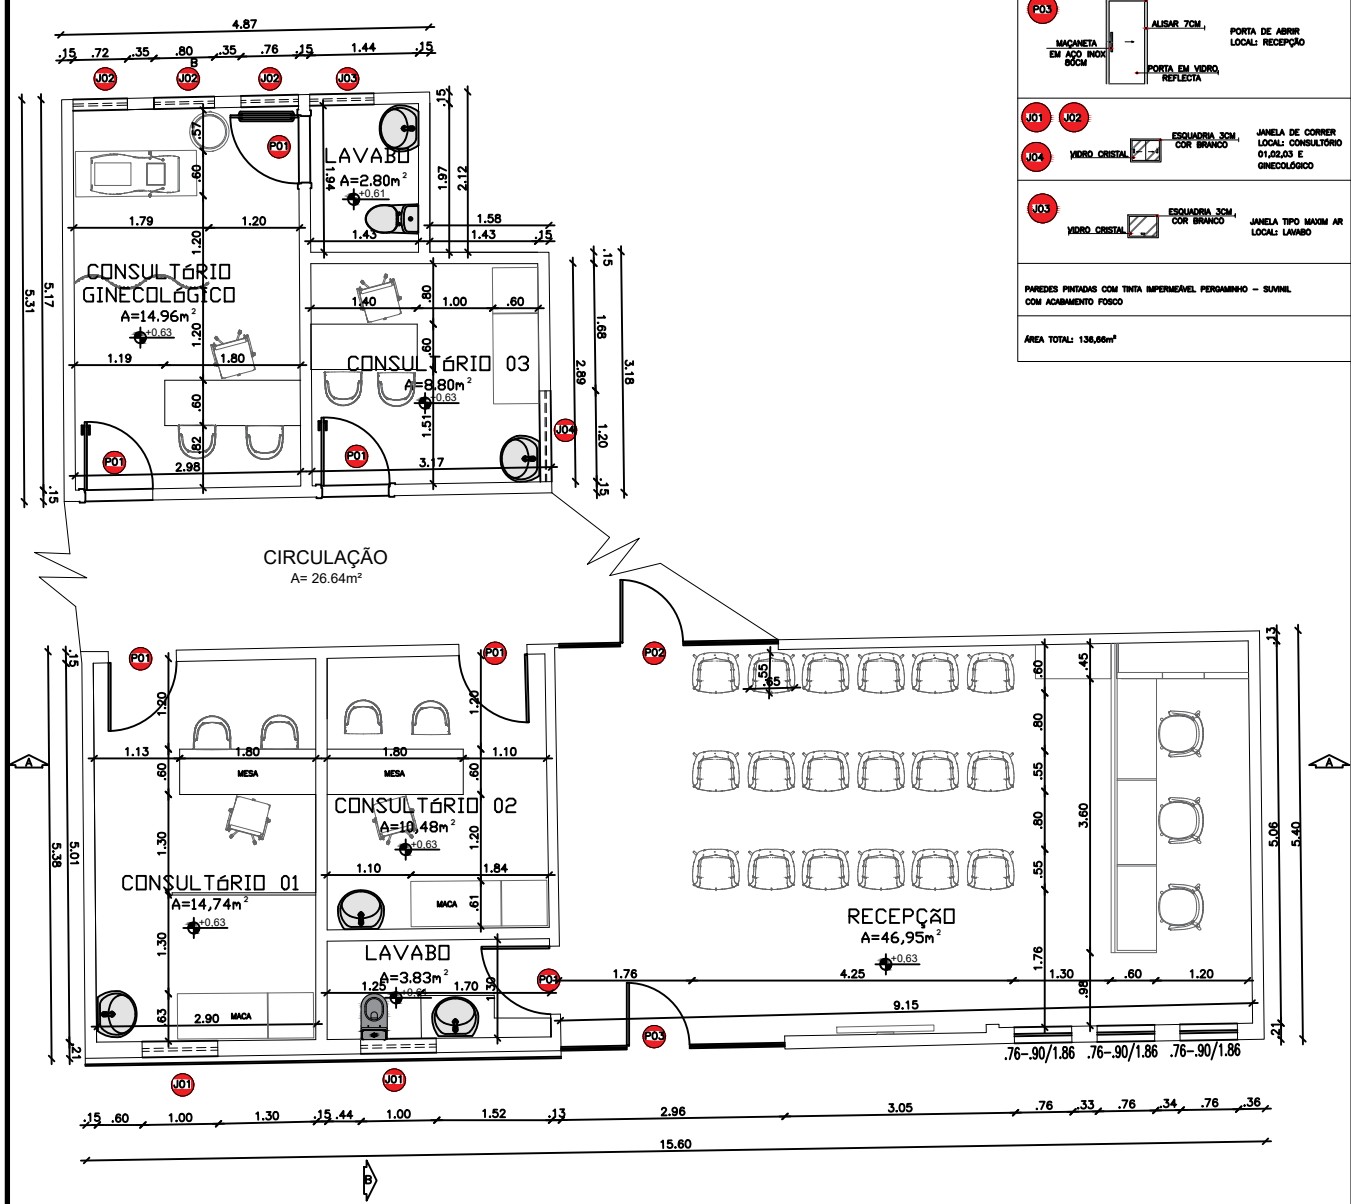 4.87
.15 .72 .35 .80 .35 .76 .15 1.44 .15
B
J02 J02 J02 J03
P01
.57
.60
LAVABO
A=2.80m²
+0,61
1.94
.15
1.97
2.12
1.79 1.20
1.43 1.43
1.58
.15
1.20
CONSULTÓRIO
GINECOLÓGICO
A=14.96m²
+0,63
1.20
1.19 1.80
.60
.82
2.98
P01
5.31
5.17
.15
1.40 1.00 .60
.80
.60
CONSULTÓRIO 03
A=8.80m²
+0,63
1.51
3.17
P01
J04
.15
1.68
2.89
3.18
1.20
.15
P03
ALISAR 7CM
MAÇANETA
EM AÇO INOX
80CM
PORTA EM VIDRO
REFLECTA
PORTA DE ABRIR
LOCAL: RECEPÇÃO
J01 J02
J04
ESQUADRIA 3CM
COR BRANCO
VIDRO CRISTAL
JANELA DE CORRER
LOCAL: CONSULTÓRIO
01,02,03 E
GINECOLÓGICO
J03
ESQUADRIA 3CM
COR BRANCO
VIDRO CRISTAL
JANELA TIPO MAXIM AR
LOCAL: LAVABO
PAREDES PINTADAS COM TINTA IMPERMEÁVEL PERGAMINHO – SUVINIL
COM ACABAMENTO FOSCO
ÁREA TOTAL: 136,66m²
CIRCULAÇÃO
A= 26.64m²
P01 P01 P02
.15
5.01
5.38
.21
1.20
1.13 1.80 1.80 1.10
.60
MESA MESA
1.30
CONSULTÓRIO 01
A=14,74m²
+0,63
1.30
.63
2.90
MACA
1.20
.60
CONSULTÓRIO 02
A=10,48m²
+0,63
1.20
1.10 1.84
MACA
.61
LAVABO
A=3.83m²
1.25 1.70
1.30
P01
A A
.55
.65
.60
.80
.55
.80
.55
1.76
.45
3.60
.98
RECEPÇÃO
A=46,95m²
+0,63
1.76 4.25 1.30 .60 1.20
9.15
.13
5.06
5.40
.21
P03
.76-.90/1.86 .76-.90/1.86 .76-.90/1.86
J01 J01
.15 .60 1.00 1.30 .15 .44 1.00 1.52 .13 2.96 3.05 .76 .33 .76 .34 .76 .36
15.60
B